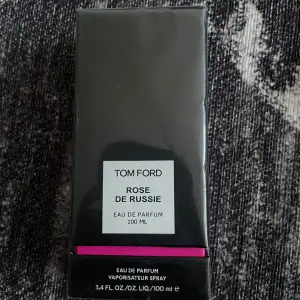 TOM FORD
ROSE
DE RUSSIE
EAU DE PARFUM
100 ML
EAU DE PARFUM
VAPORISATEUR SPRAY
3,4 FL.OZ./OZ. LIQ./100 ml e